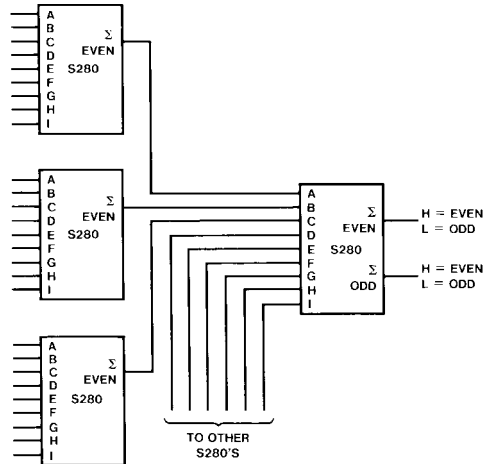 A
B
C
D
E
F
G
H
I
Σ
EVEN
S280
A
B
C
D
E
F
G
H
I
Σ
EVEN
S280
A
B
C
D
E
F
G
H
I
Σ
EVEN
S280
A
B
C
D
E
F
G
H
I
Σ
EVEN
S280
Σ
ODD
H = EVEN
L = ODD
H = EVEN
L = ODD
TO OTHER
S280'S